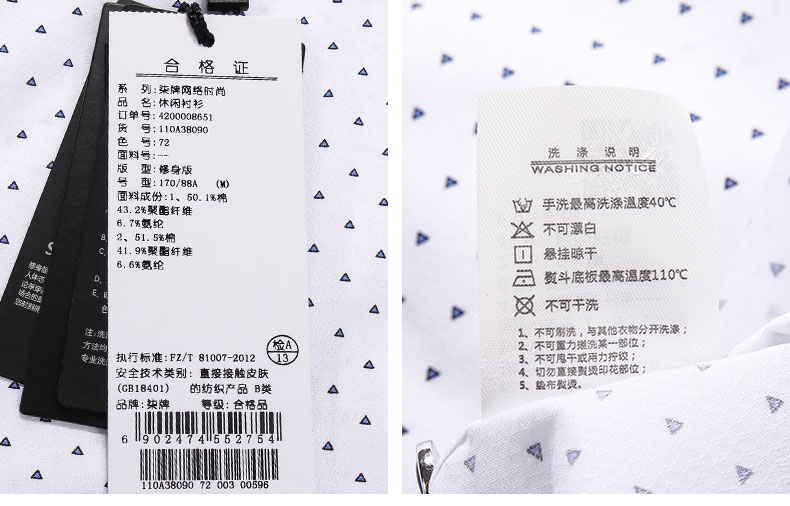 合格证
系 列:柒牌网络时尚
品 名:休闲衬衫
订单号:4200008651
货 号:110A38090
色 号:72
面料号:--
版 型:修身版
号 型:170/88A (M)
面料成份:1、50.1%棉
43.2%聚酯纤维
6.7%氨纶
2、51.5%棉
41.9%聚酯纤维
6.6%氨纶
检A
13
执行标准:FZ/T 81007-2012
安全技术类别: 直接接触皮肤
(GB18401) 的纺织产品 B类
品牌:柒牌 等级:合格品
6 902474 552754
110A38090 72 003 00596
洗涤说明
WASHING NOTICE
手洗最高洗涤温度40℃
不可漂白
悬挂晾干
熨斗底板最高温度110℃
不可干洗
1、不可刷洗，与其他衣物分开洗涤；
2、不可重力搓洗某一部位；
3、不可甩干或用力拧绞；
4、切勿直接熨烫印花部位；
5、垫布熨烫。